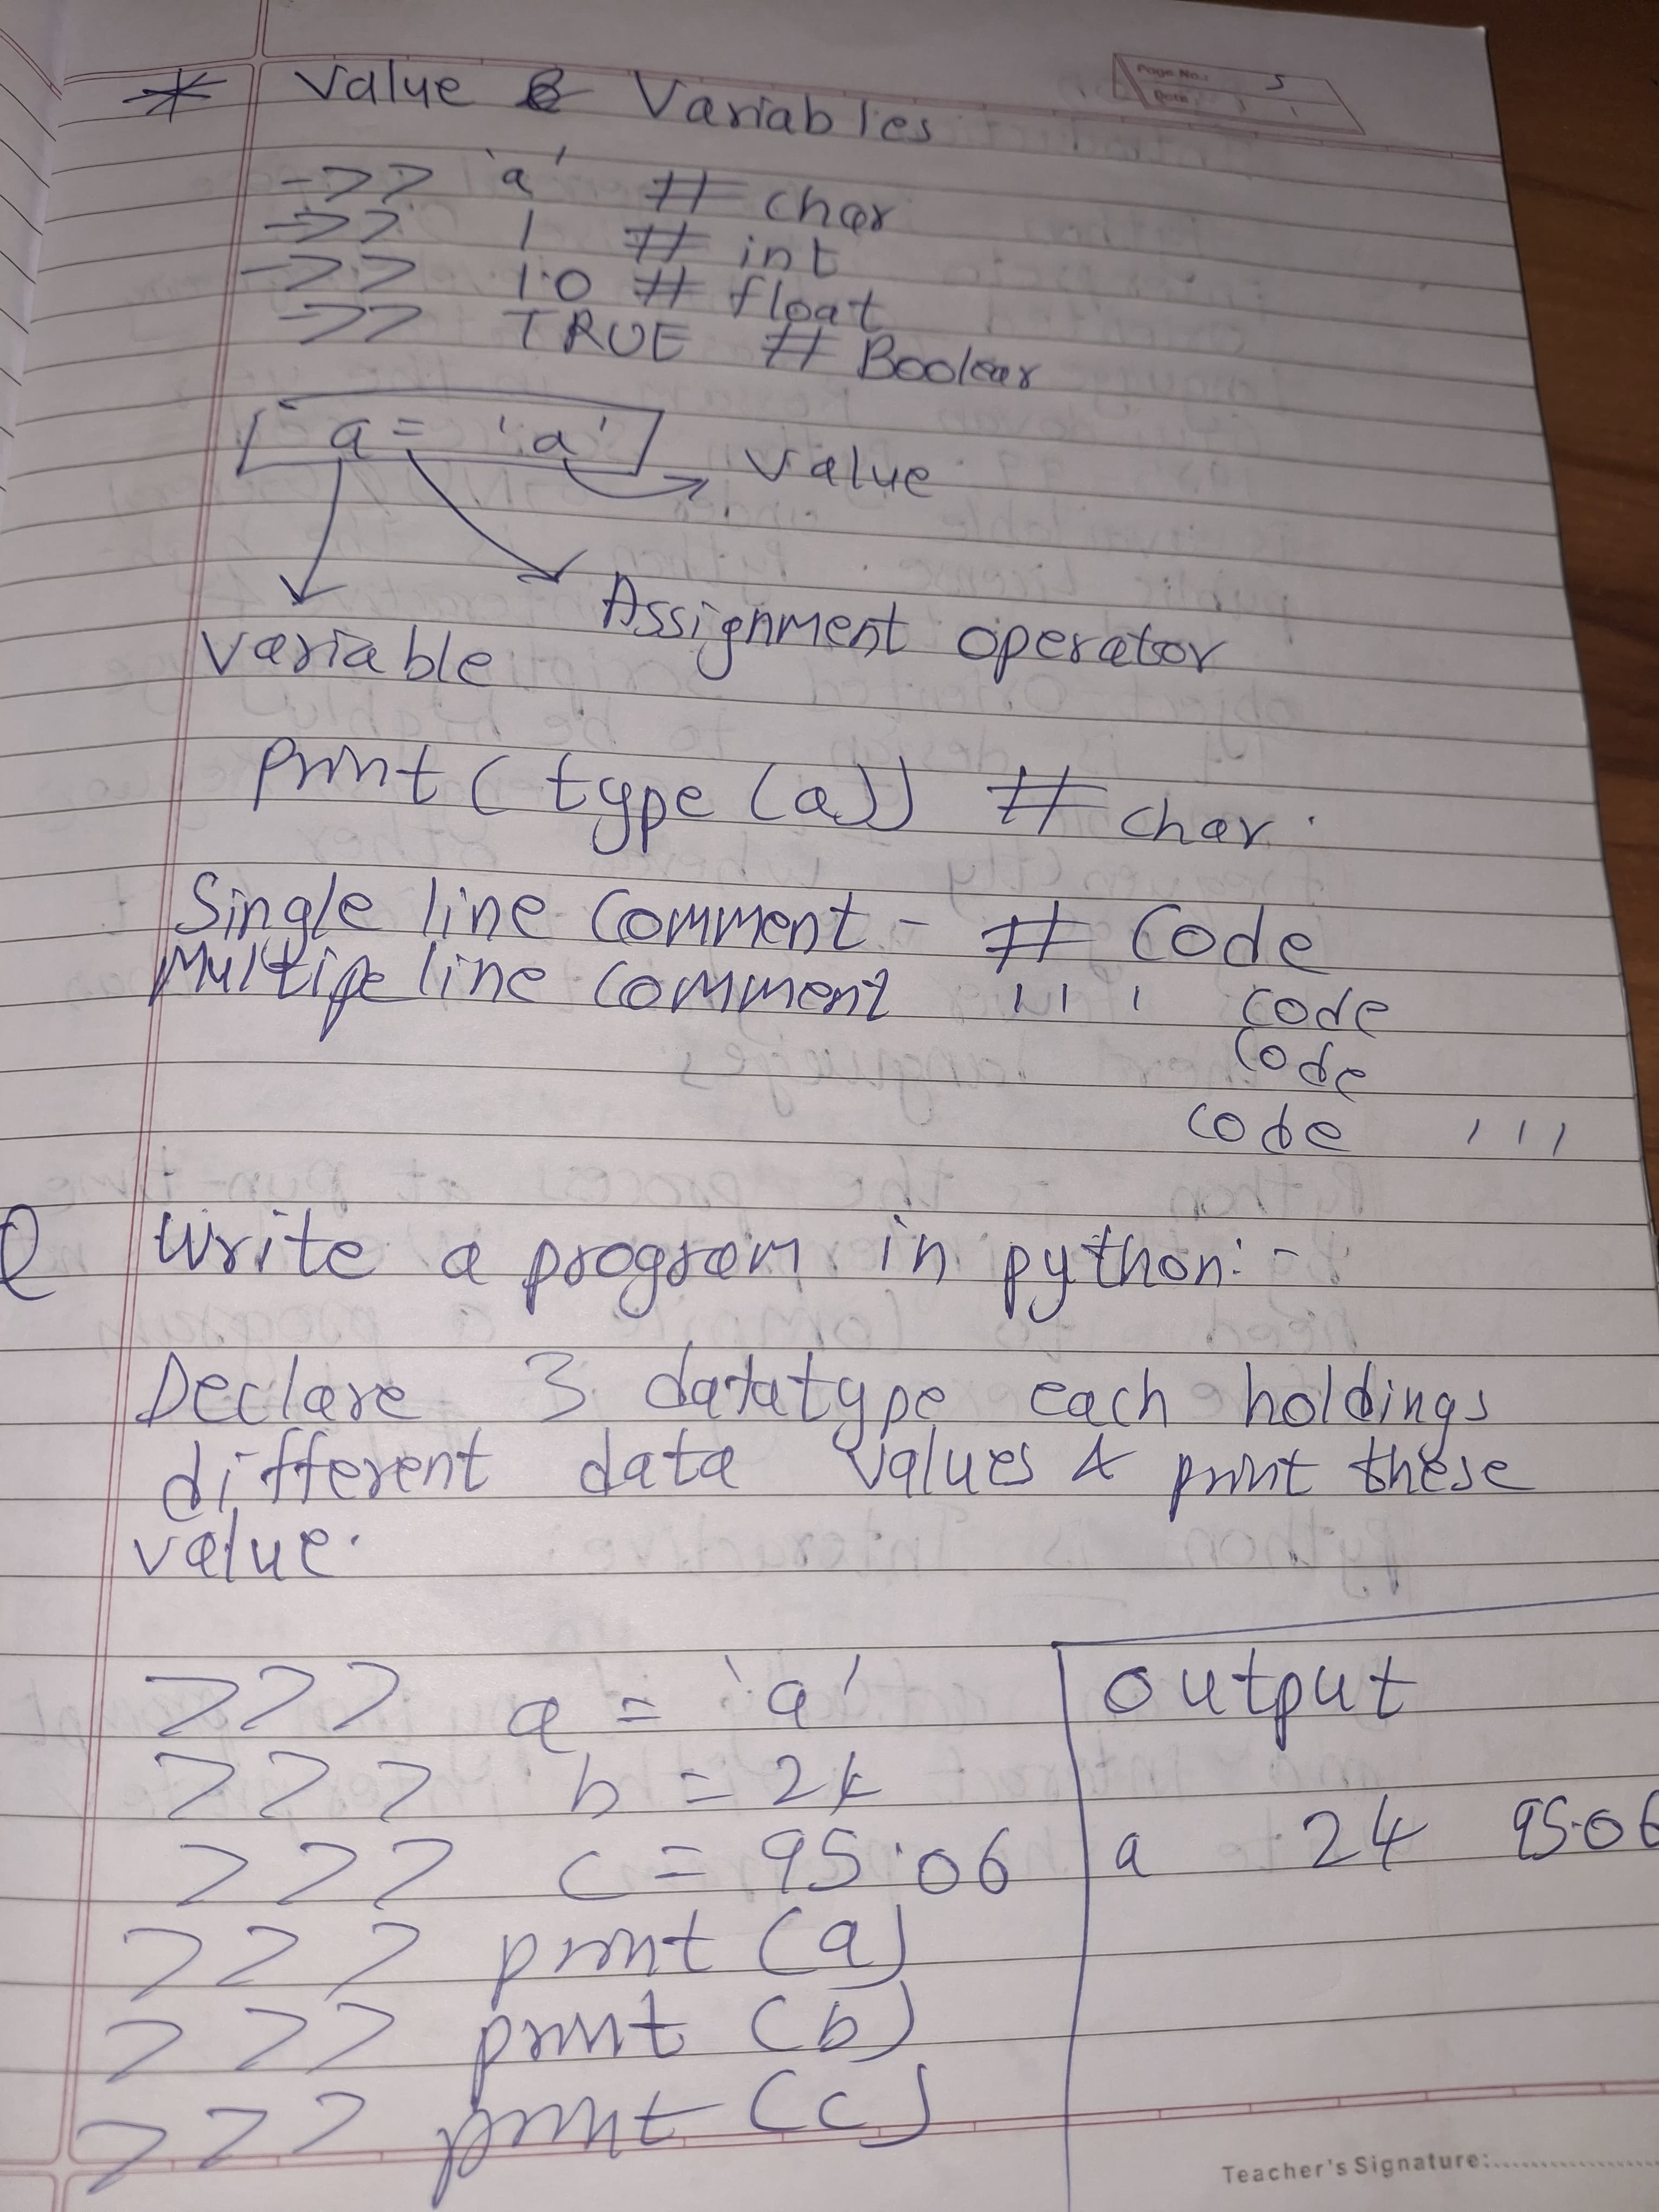 Page No.: 5
Date
* Value & Variables
->> 'a' # char
->> 1 # int
->> 1.0 # float
->> TRUE # Boolear
a = 'a' value
Assignment operator
variable
print (type (a)) # char.
Single line Comment - # Code
Multipe line Comment ''' code
code
code '''
Q Write a program in python:-
Declare 3 datatype each holdings
different data values & print these
value.
>>> a = 'a'
>>> b = 24
>>> c = 95.06
>>> print (a)
>>> print (b)
>>> print (c)
output
a 24 95.06
Teacher's Signature: